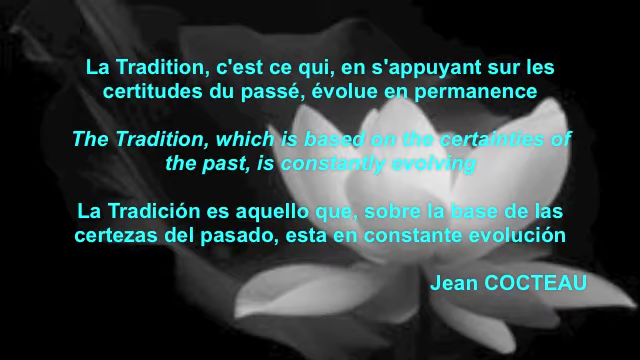 La Tradition, c'est ce qui, en s'appuyant sur les
certitudes du passé, évolue en permanence
The Tradition, which is based on the certainties of
the past, is constantly evolving
La Tradición es aquello que, sobre la base de las
certezas del pasado, esta en constante evolución
Jean COCTEAU